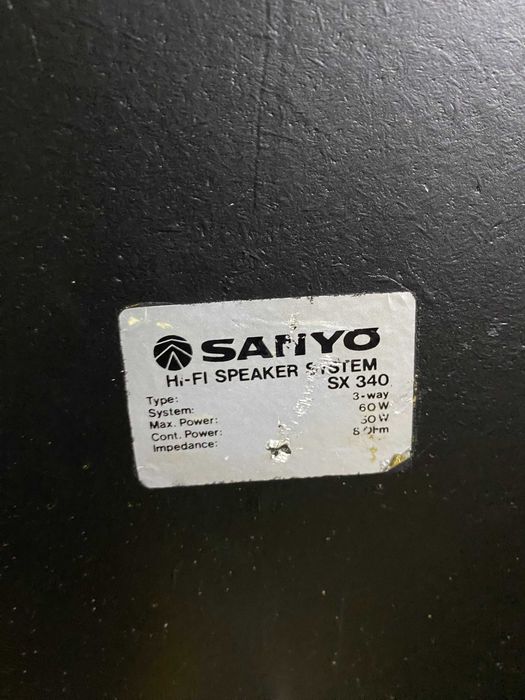 SANYO
HI-FI SPEAKER SYSTEM
Type: SX 340
System: 3-way
Max. Power: 60 W
Cont. Power: 30 W
Impedance: 8 Ohm